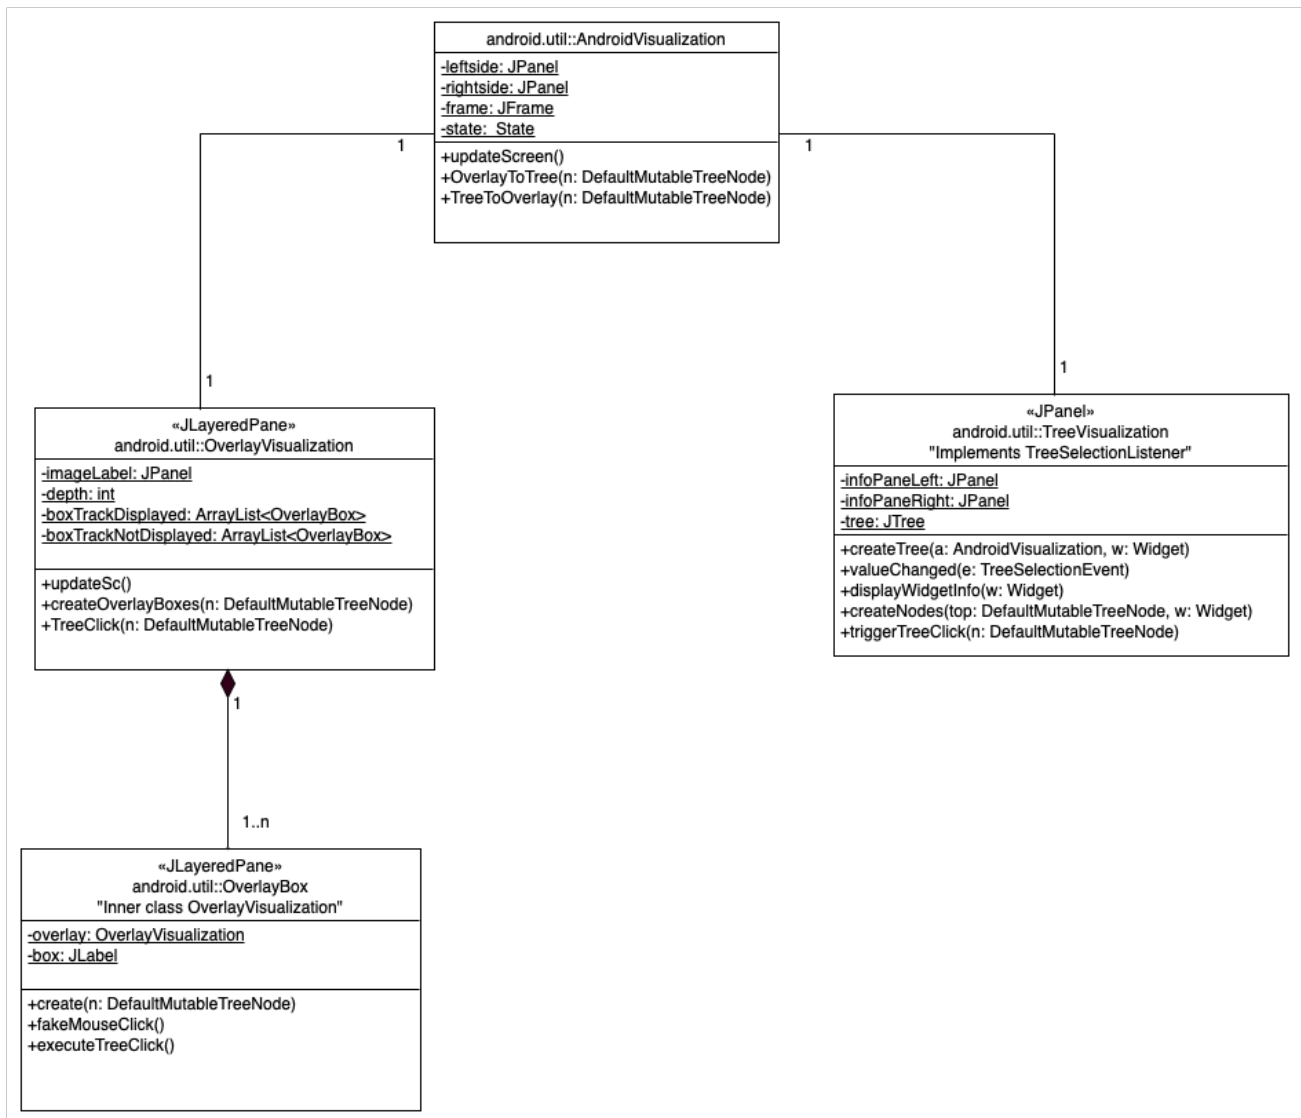 android.util::AndroidVisualization
-leftside: JPanel
-rightside: JPanel
-frame: JFrame
-state: State
+updateScreen()
+OverlayToTree(n: DefaultMutableTreeNode)
+TreeToOverlay(n: DefaultMutableTreeNode)
1
1
1
1
«JLayeredPane»
android.util::OverlayVisualization
-imageLabel: JPanel
-depth: int
-boxTrackDisplayed: ArrayList<OverlayBox>
-boxTrackNotDisplayed: ArrayList<OverlayBox>
+updateSc()
+createOverlayBoxes(n: DefaultMutableTreeNode)
+TreeClick(n: DefaultMutableTreeNode)
«JPanel»
android.util::TreeVisualization
"Implements TreeSelectionListener"
-infoPaneLeft: JPanel
-infoPaneRight: JPanel
-tree: JTree
+createTree(a: AndroidVisualization, w: Widget)
+valueChanged(e: TreeSelectionEvent)
+displayWidgetInfo(w: Widget)
+createNodes(top: DefaultMutableTreeNode, w: Widget)
+triggerTreeClick(n: DefaultMutableTreeNode)
1
1..n
«JLayeredPane»
android.util::OverlayBox
"Inner class OverlayVisualization"
-overlay: OverlayVisualization
-box: JLabel
+create(n: DefaultMutableTreeNode)
+fakeMouseClick()
+executeTreeClick()